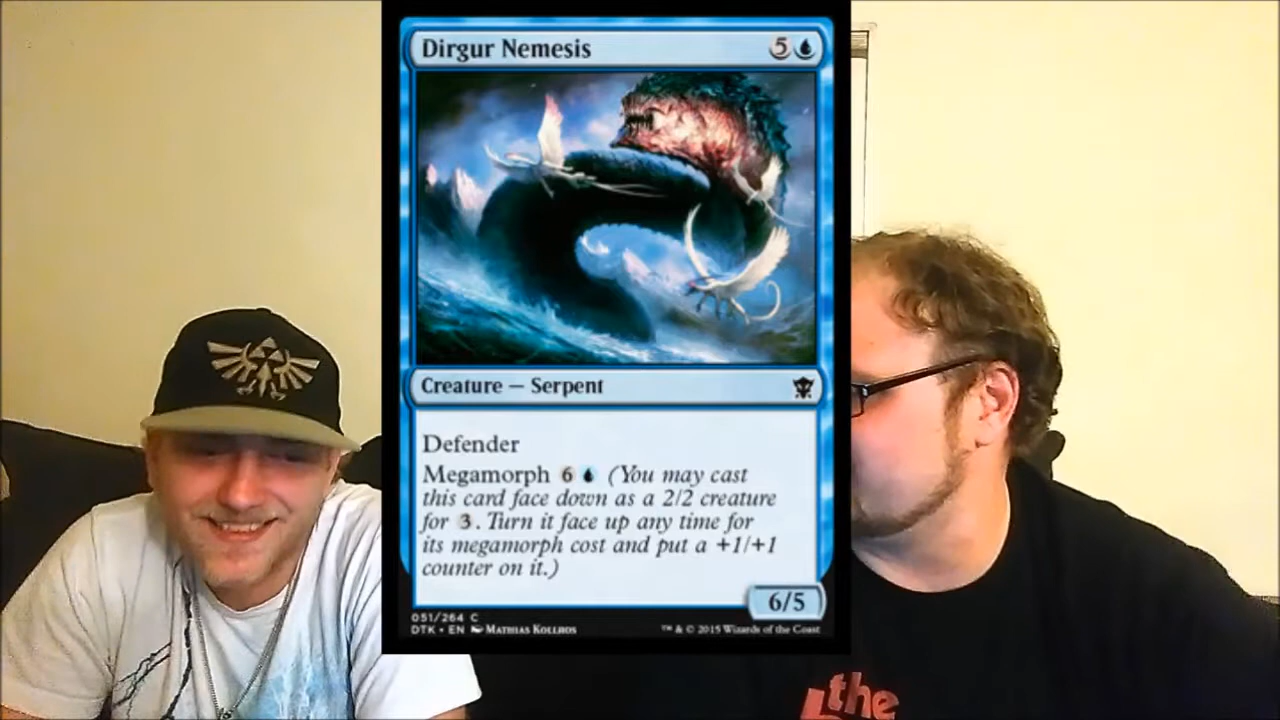 Dirgur Nemesis 5
Creature — Serpent
Defender
Megamorph 6 (You may cast
this card face down as a 2/2 creature
for 3. Turn it face up any time for
its megamorph cost and put a +1/+1
counter on it.)
6/5
051/264 C
DTK • EN Mathias Kollros
™ & © 2015 Wizards of the Coast
the